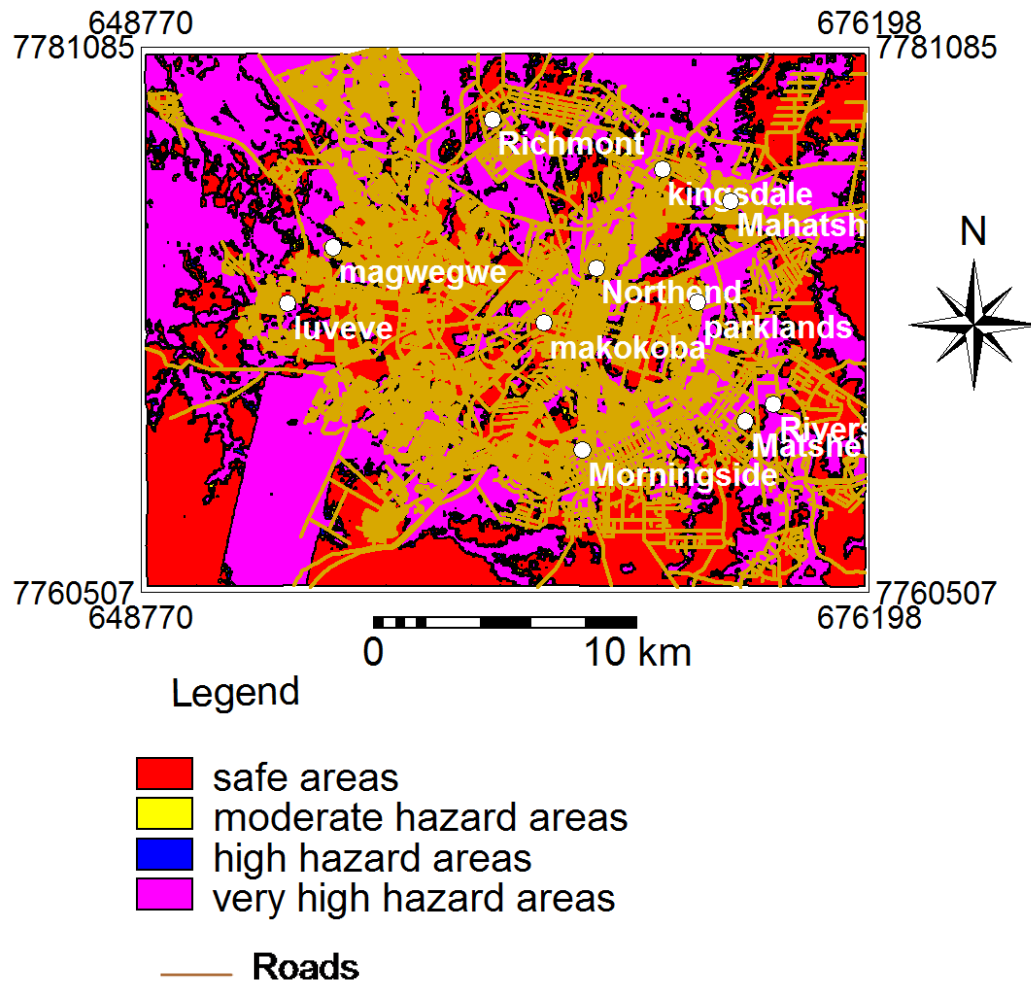 648770 676198
7781085 7781085
Richmont
kingsdale
Mahatsh
N
magwegwe
Northend
luveve
parklands
makokoba
Rivers
Matshei
Morningside
7760507 7760507
648770 676198
0 10 km
Legend
safe areas
moderate hazard areas
high hazard areas
very high hazard areas
Roads